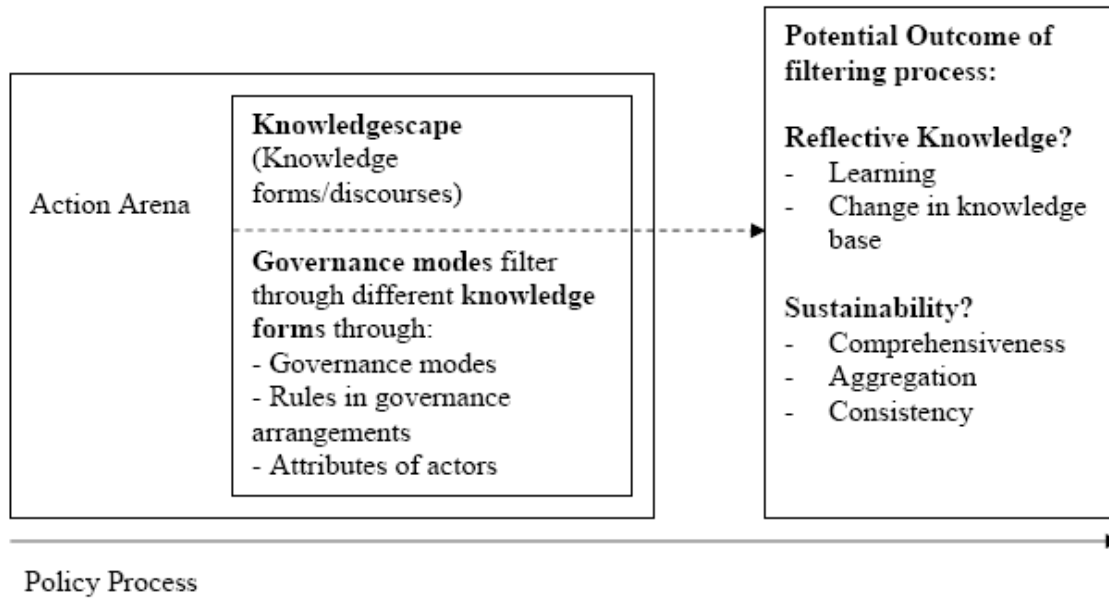 Action Arena
Knowledgescape
(Knowledge
forms/discourses)
Governance modes filter
through different knowledge
forms through:
- Governance modes
- Rules in governance
arrangements
- Attributes of actors
Potential Outcome of
filtering process:
Reflective Knowledge?
- Learning
- Change in knowledge
base
Sustainability?
- Comprehensiveness
- Aggregation
- Consistency
Policy Process